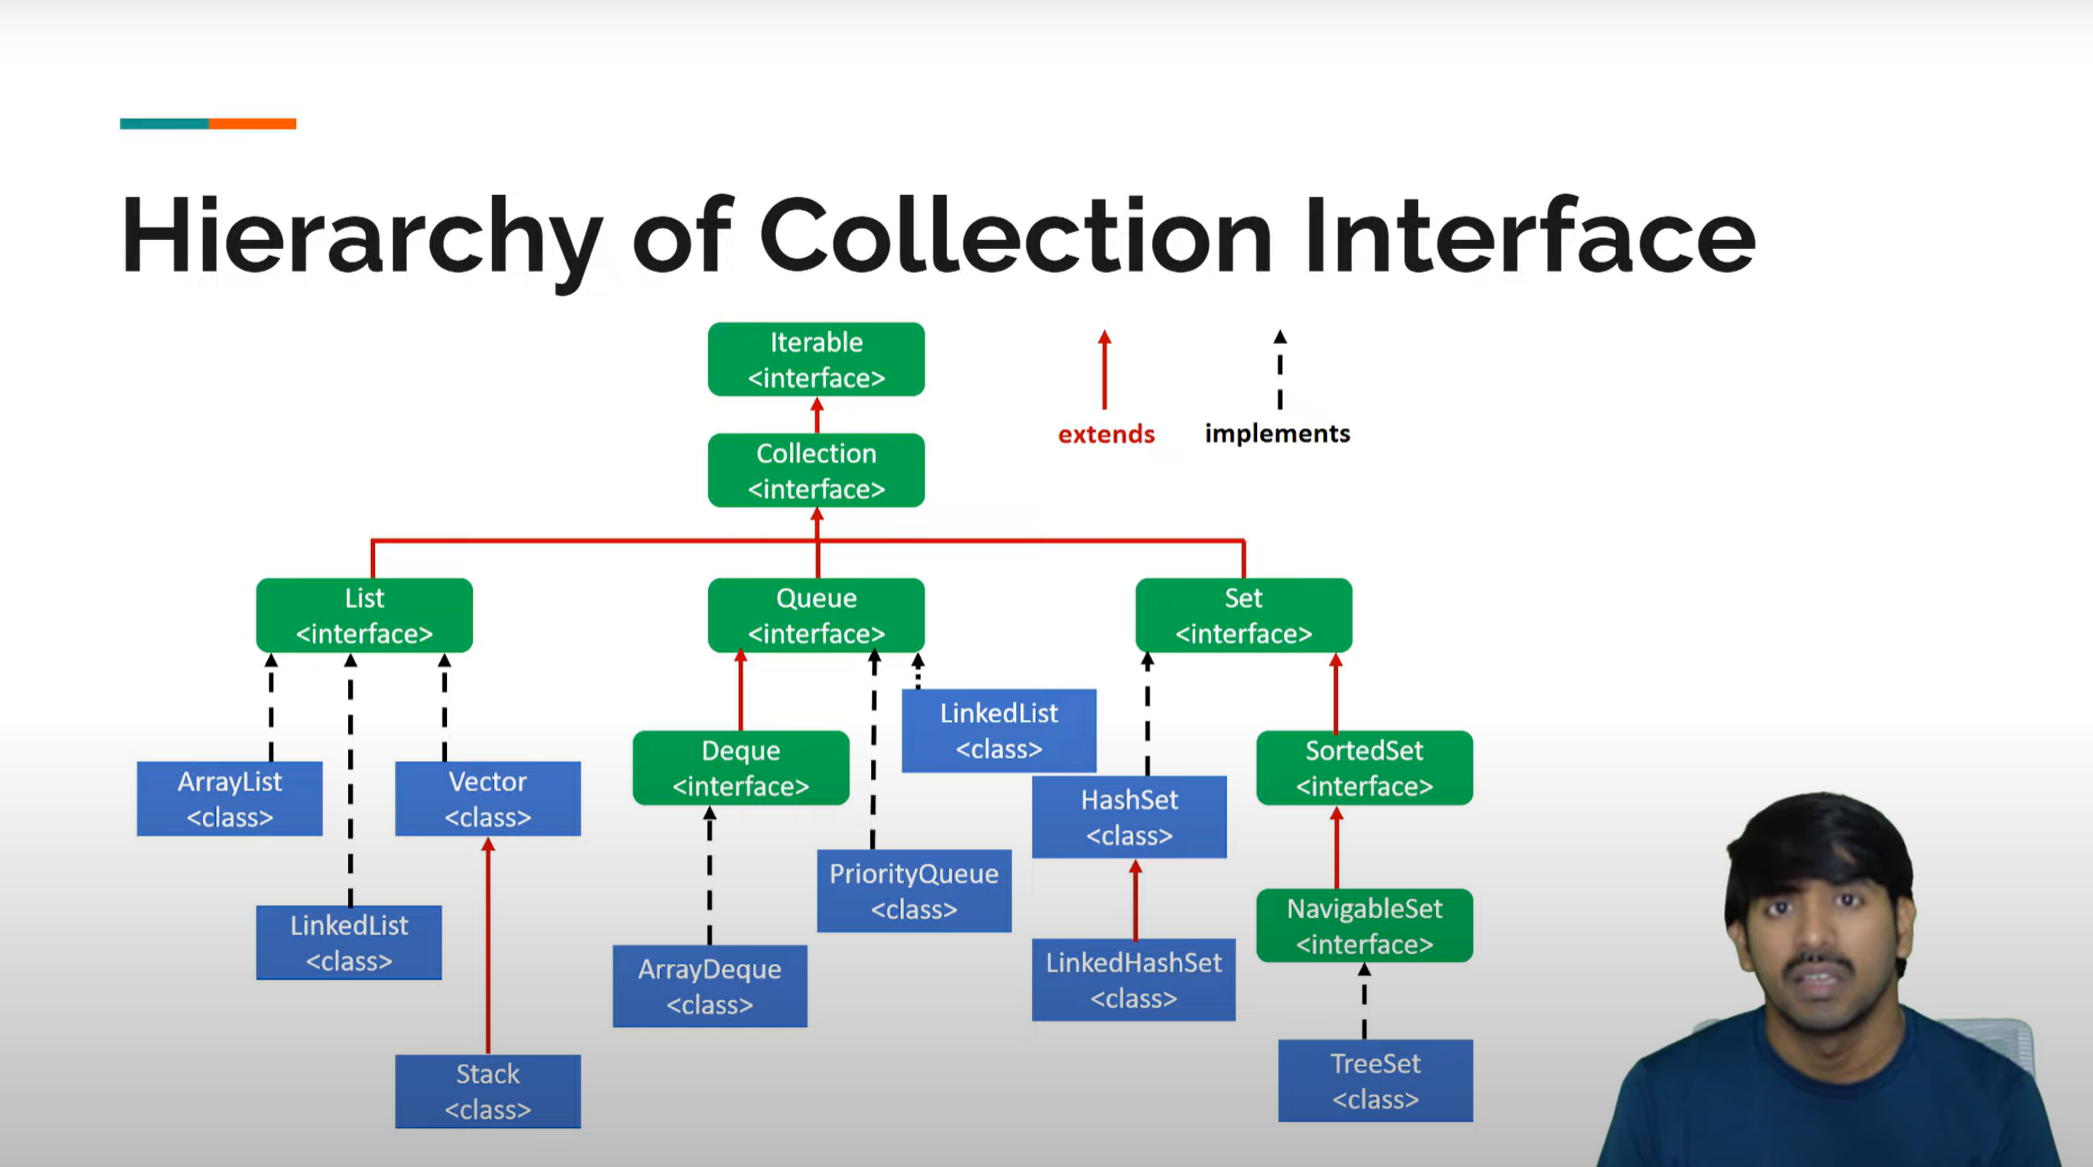 Hierarchy of Collection Interface
Iterable
<interface>
extends
implements
Collection
<interface>
List
<interface>
Queue
<interface>
Set
<interface>
ArrayList
<class>
LinkedList
<class>
Vector
<class>
Stack
<class>
Deque
<interface>
ArrayDeque
<class>
PriorityQueue
<class>
LinkedList
<class>
HashSet
<class>
LinkedHashSet
<class>
SortedSet
<interface>
NavigableSet
<interface>
TreeSet
<class>